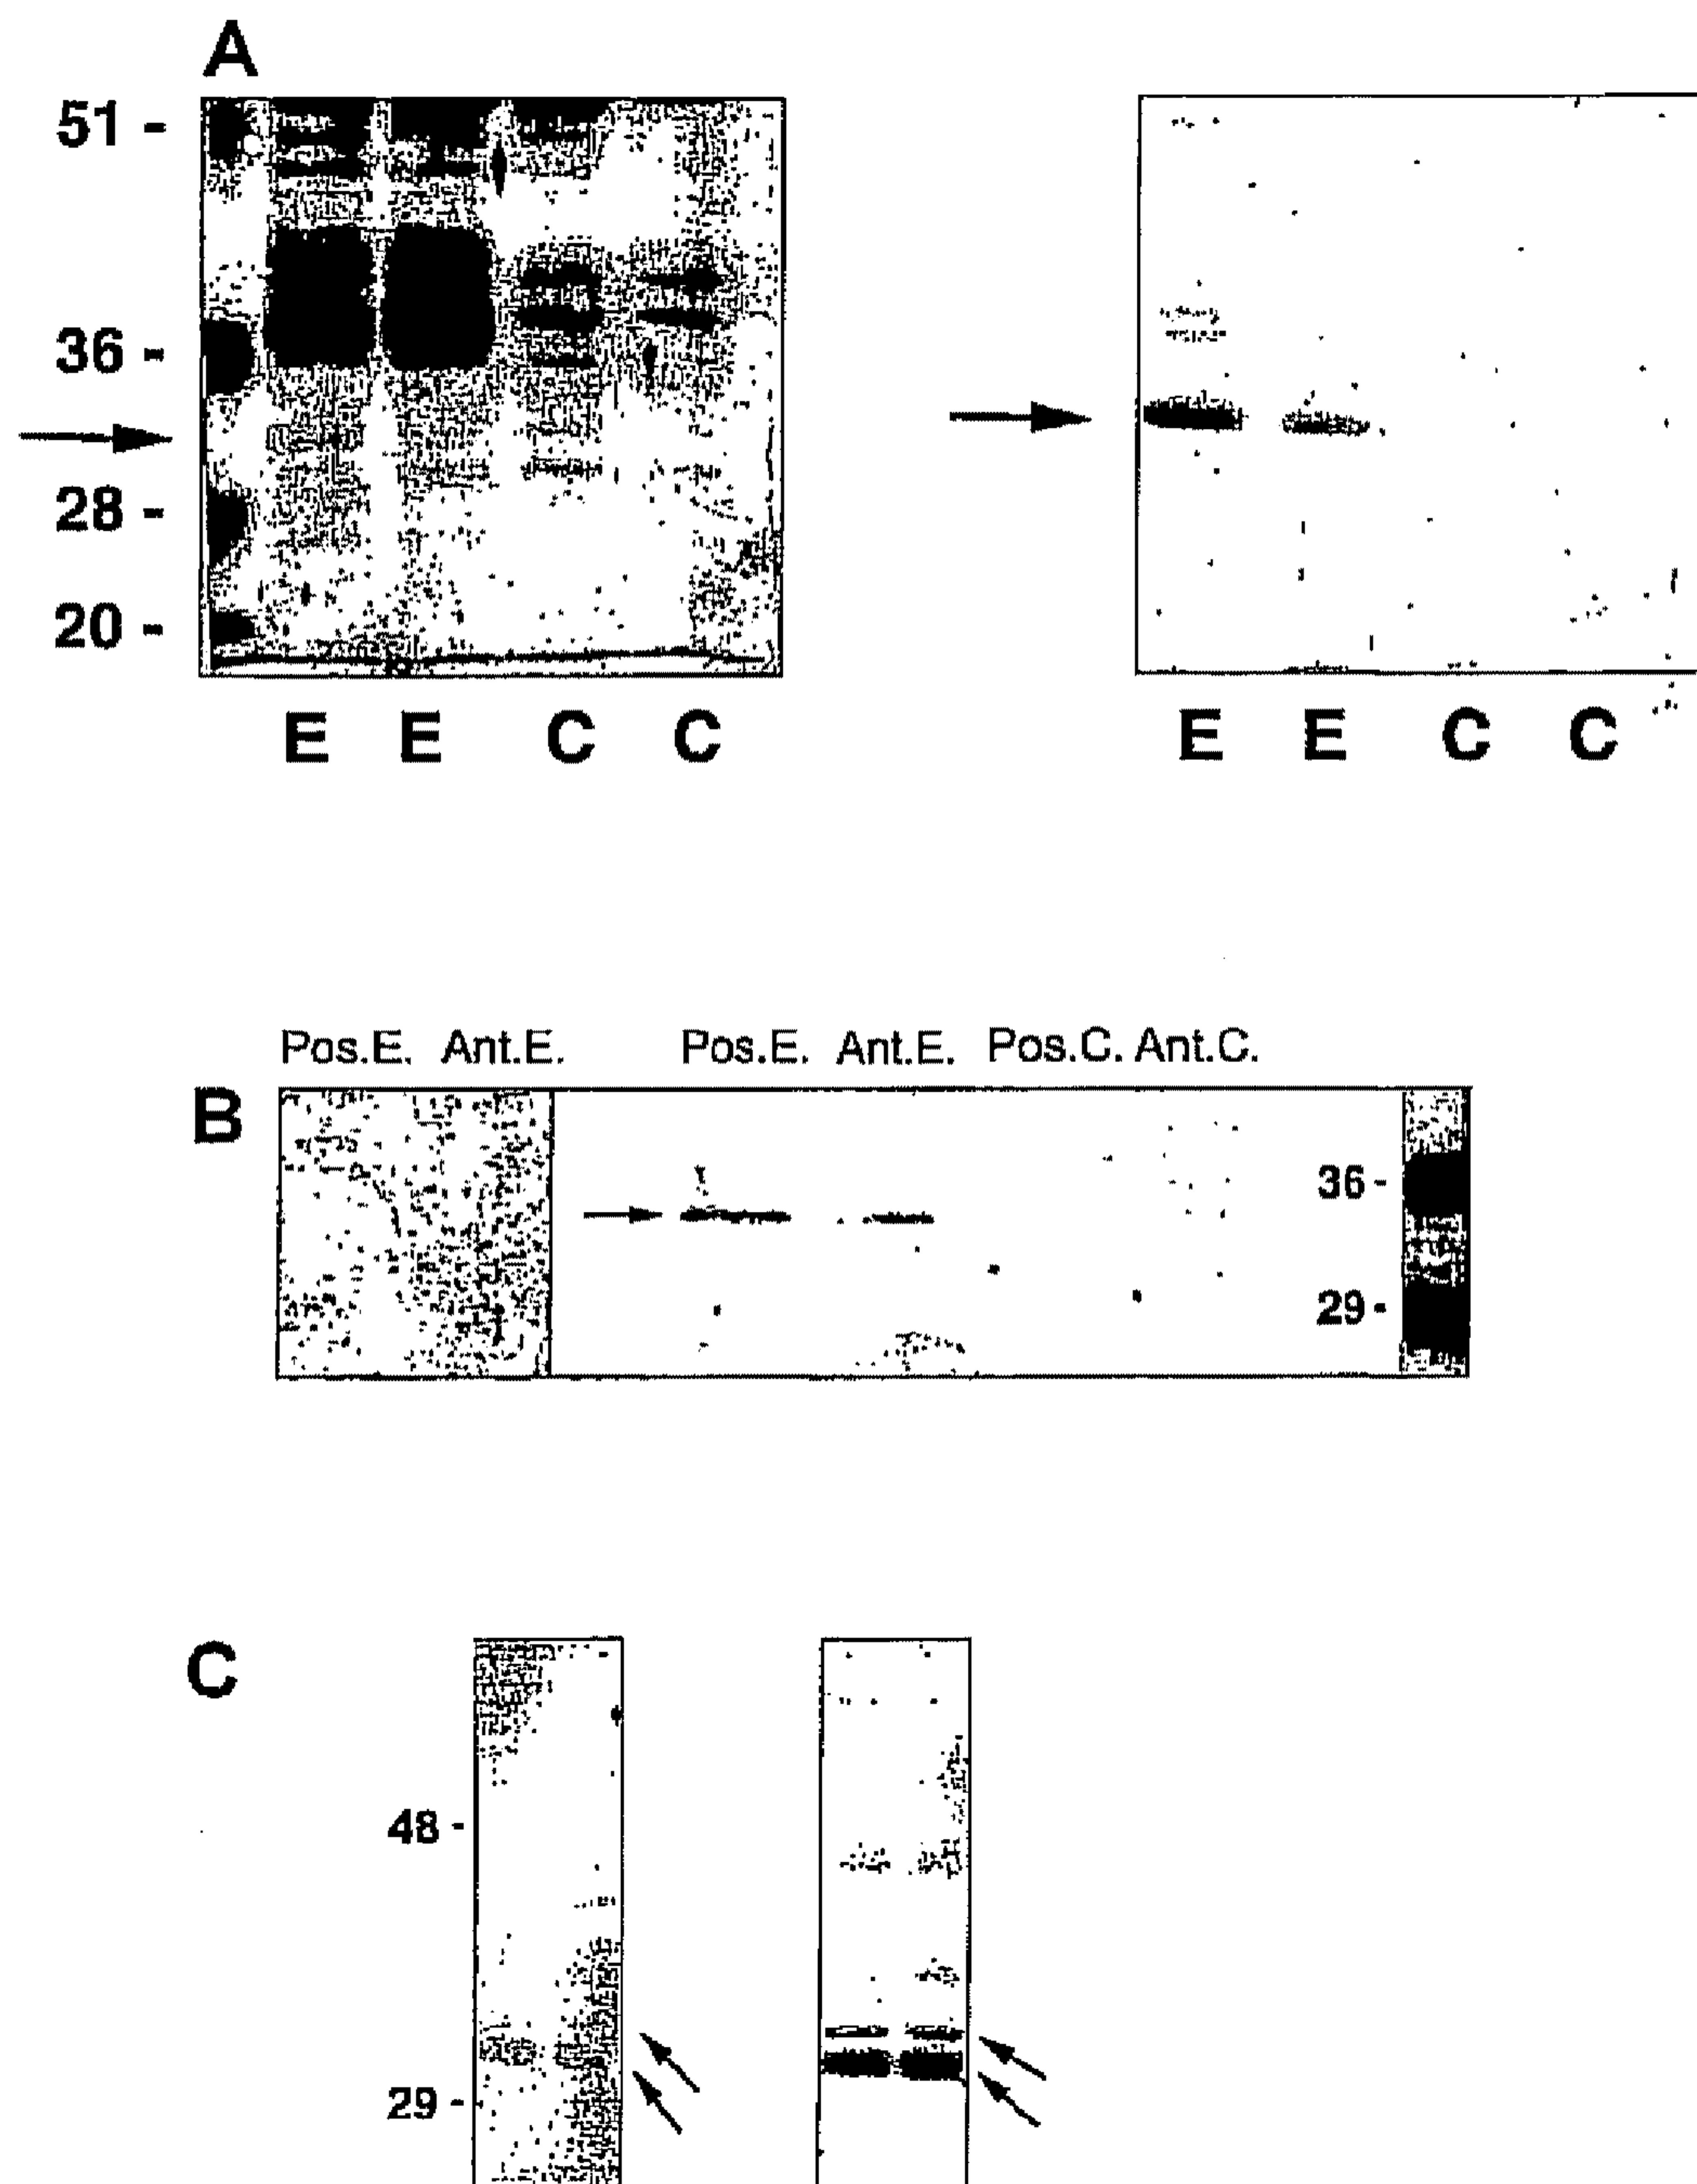 A
51 -
36 -
28 -
20 -
E E C C
E E C C
Pos.E. Ant.E. Pos.E. Ant.E. Pos.C. Ant.C.
B
36 -
29 -
C
48 -
29 -